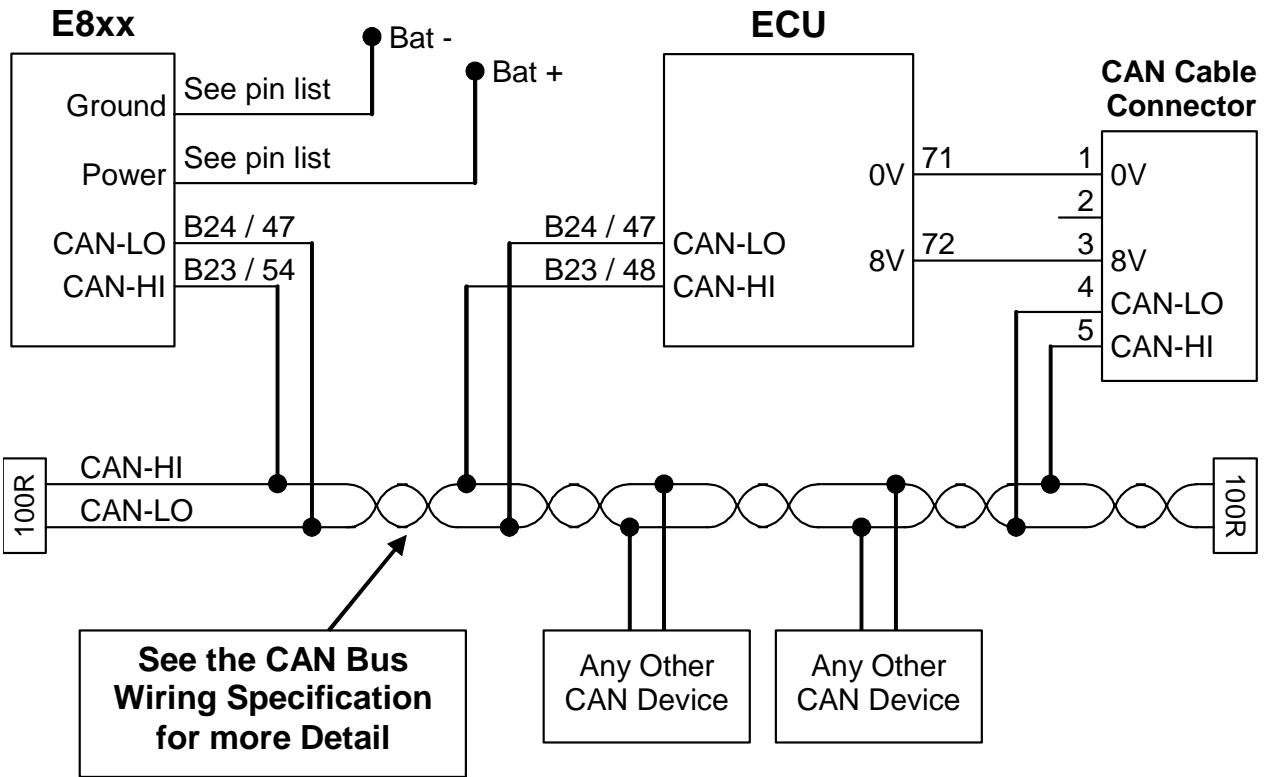 E8xx
Bat -
Bat +
Ground
See pin list
Power
See pin list
CAN-LO
B24 / 47
CAN-HI
B23 / 54
ECU
B24 / 47
CAN-LO
B23 / 48
CAN-HI
0V
71
8V
72
CAN Cable
Connector
1
0V
2
3
8V
4
CAN-LO
5
CAN-HI
100R
CAN-HI
CAN-LO
100R
See the CAN Bus
Wiring Specification
for more Detail
Any Other
CAN Device
Any Other
CAN Device